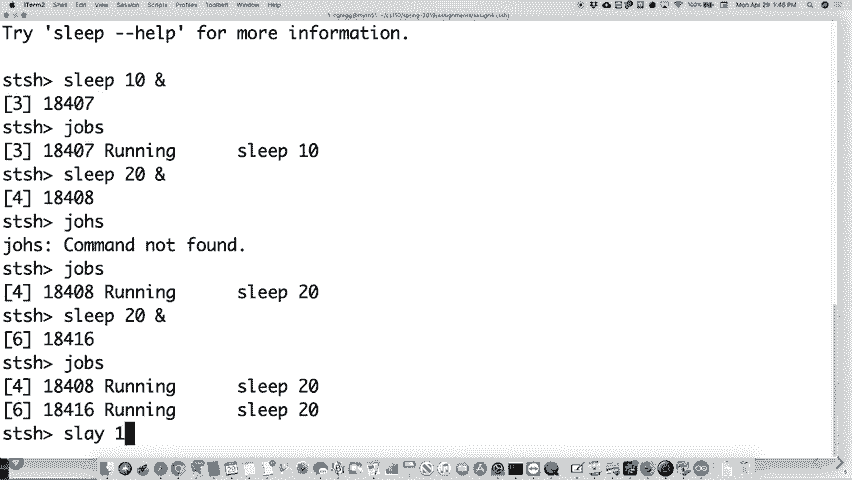 iTerm2 Shell Edit View Session Scripts Profiles Toolbelt Window Help
Mon Apr 29 1:45 PM
Try 'sleep --help' for more information.
stsh> sleep 10 &
[3] 18407
stsh> jobs
[3] 18407 Running sleep 10
stsh> sleep 20 &
[4] 18408
stsh> johs
johs: Command not found.
stsh> jobs
[4] 18408 Running sleep 20
stsh> sleep 20 &
[6] 18416
stsh> jobs
[4] 18408 Running sleep 20
[6] 18416 Running sleep 20
stsh> slay 1